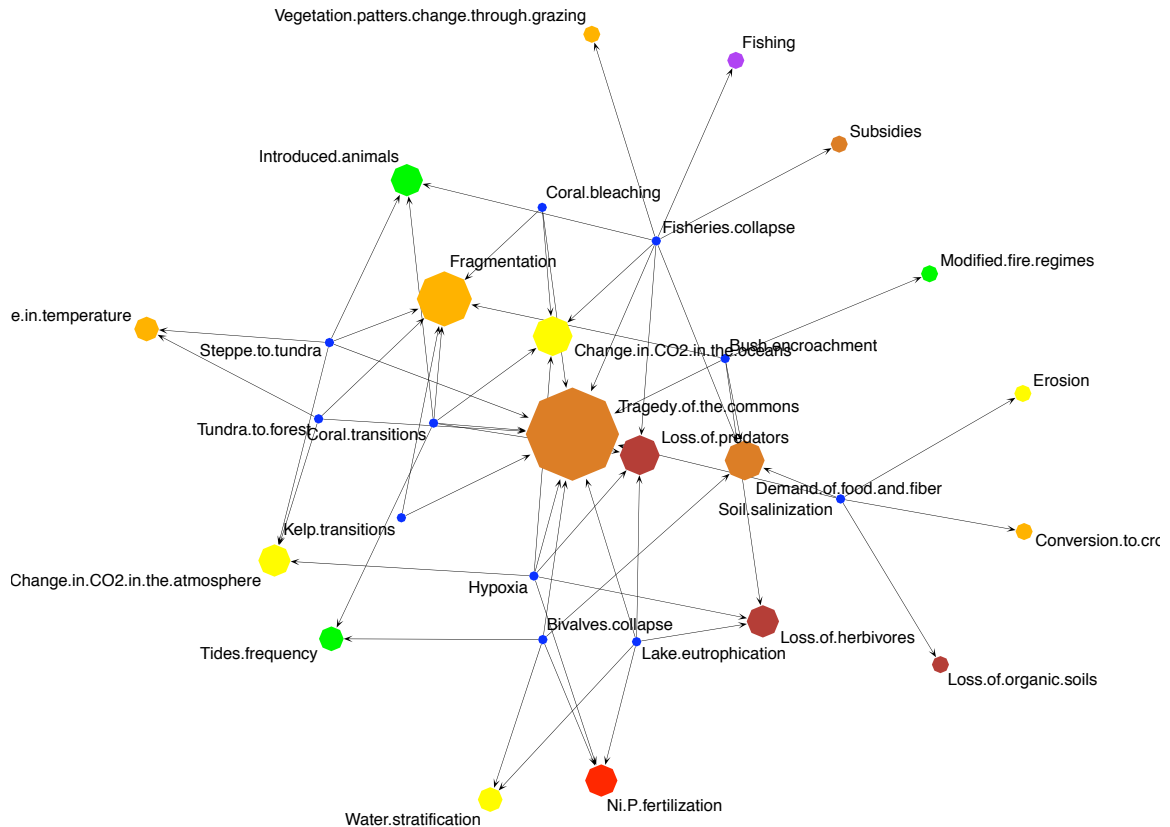 Vegetation.patters.change.through.grazing
Fishing
Subsidies
Introduced.animals
Coral.bleaching
Fisheries.collapse
Fragmentation
Modified.fire.regimes
e.in.temperature
Steppe.to.tundra
Change.in.CO2.in.the.oceans
Bush.encroachment
Erosion
Tragedy.of.the.commons
Tundra.to.forest
Coral.transitions
Loss.of.predators
Demand.of.food.and.fiber
Soil.salinization
Kelp.transitions
Conversion.to.cro
Change.in.CO2.in.the.atmosphere
Hypoxia
Bivalves.collapse
Loss.of.herbivores
Tides.frequency
Lake.eutrophication
Loss.of.organic.soils
Ni.P.fertilization
Water.stratification